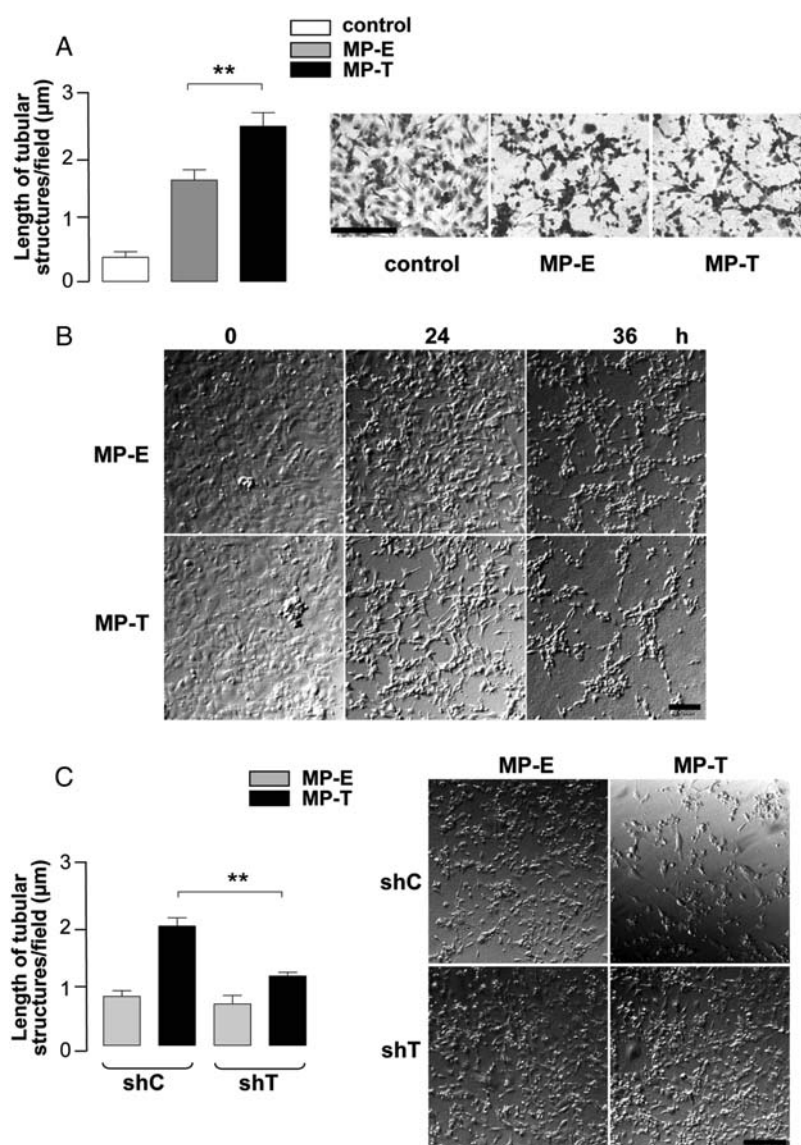 A
control
MP-E
MP-T
**
Length of tubular
structures/field (µm)
3
2
1
0
control
MP-E
MP-T
B
0
24
36
h
MP-E
MP-T
C
MP-E
MP-T
**
Length of tubular
structures/field (µm)
3
2
1
0
shC
shT
MP-E
MP-T
shC
shT